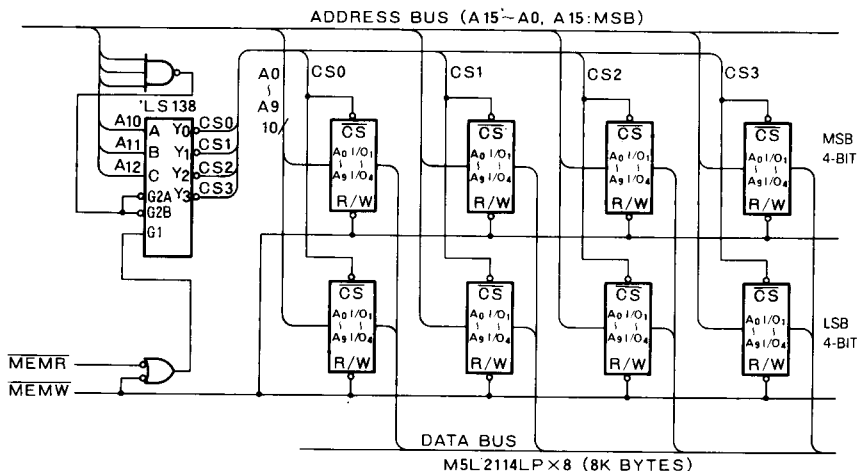 ADDRESS BUS (A15~A0, A15:MSB)
'LS138
A10 A Y0 CS0
A11 B Y1 CS1
A12 C Y2 CS2
Y3 CS3
G2A
G2B
G1
A0
~
A9
10
CS0 CS1 CS2 CS3
CS CS CS CS
A0 I/O1 A0 I/O1 A0 I/O1 A0 I/O1
~ ~ ~ ~ ~ ~ ~ ~
A9 I/O4 A9 I/O4 A9 I/O4 A9 I/O4
R/W R/W R/W R/W
MSB
4-BIT
CS CS CS CS
A0 I/O1 A0 I/O1 A0 I/O1 A0 I/O1
~ ~ ~ ~ ~ ~ ~ ~
A9 I/O4 A9 I/O4 A9 I/O4 A9 I/O4
R/W R/W R/W R/W
LSB
4-BIT
MEMR
MEMW
DATA BUS
M5L2114LP×8 (8K BYTES)